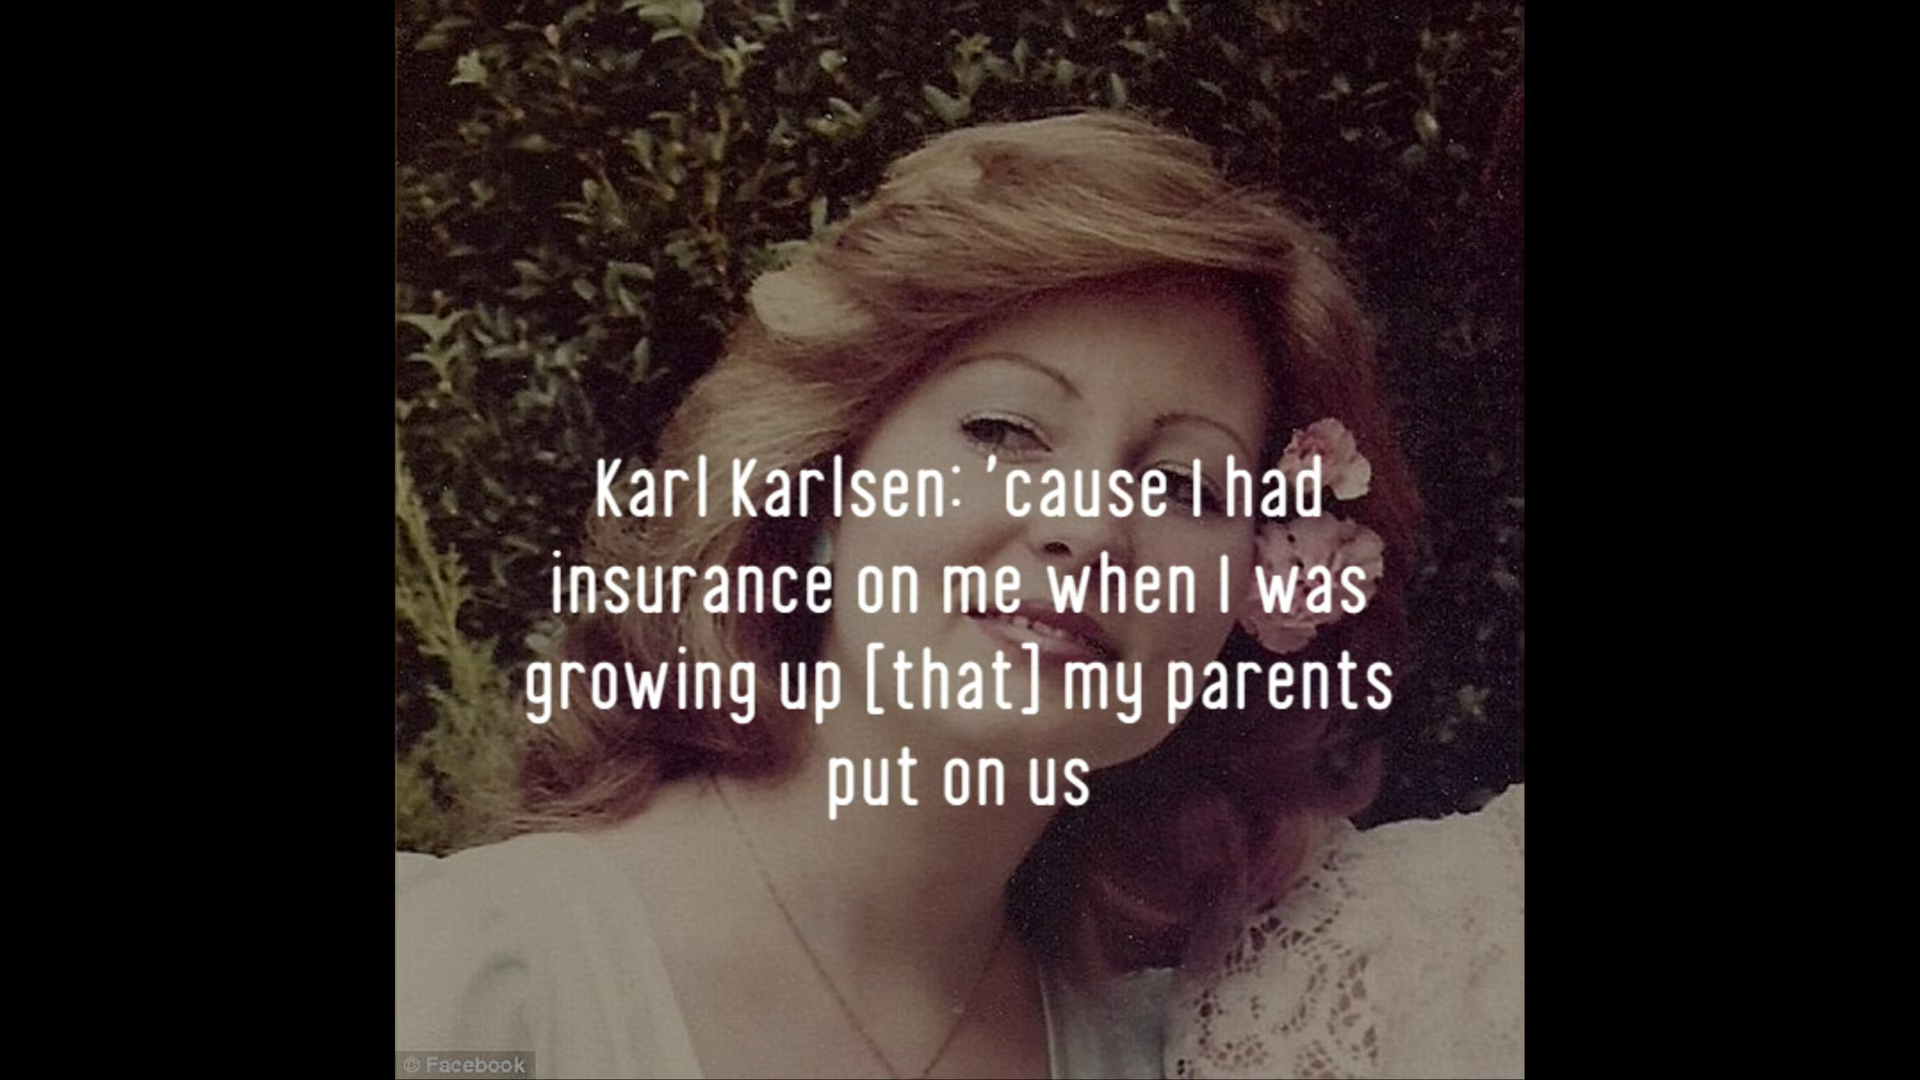 Karl Karlsen: 'cause I had
insurance on me when I was
growing up [that] my parents
put on us
© Facebook